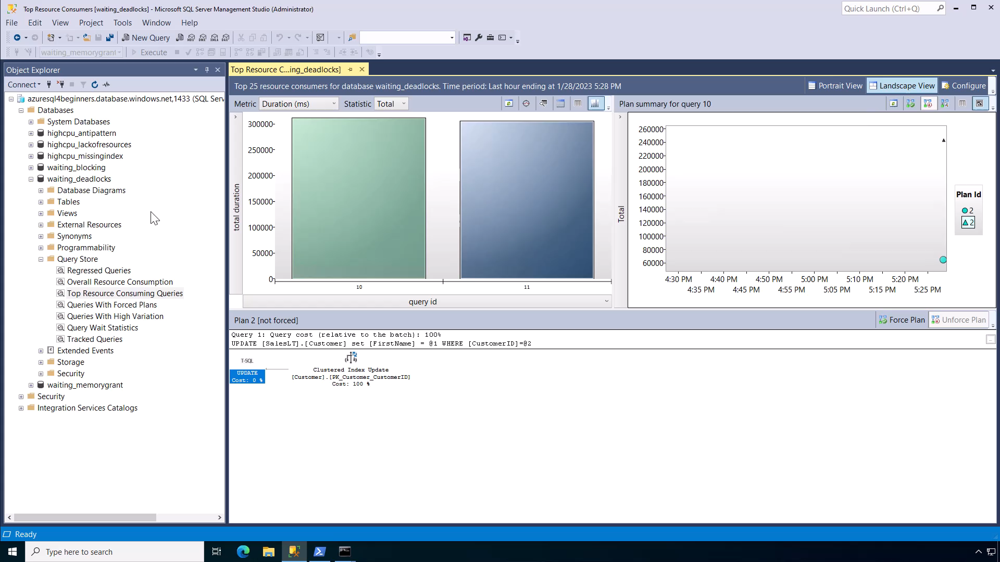 Top Resource Consumers [waiting_deadlocks] - Microsoft SQL Server Management Studio (Administrator)
Quick Launch (Ctrl+Q)
File Edit View Project Tools Window Help
New Query MDX DMX XMLA DAX
waiting_memorygrant Execute
Object Explorer
Connect
azuresql4beginners.database.windows.net,1433 (SQL Serv
Databases
System Databases
highcpu_antipattern
highcpu_lackofresources
highcpu_missingindex
waiting_blocking
waiting_deadlocks
Database Diagrams
Tables
Views
External Resources
Synonyms
Programmability
Query Store
Regressed Queries
Overall Resource Consumption
Top Resource Consuming Queries
Queries With Forced Plans
Queries With High Variation
Query Wait Statistics
Tracked Queries
Extended Events
Storage
Security
waiting_memorygrant
Security
Integration Services Catalogs
Top Resource C...ing_deadlocks]
Top 25 resource consumers for database waiting_deadlocks. Time period: Last hour ending at 1/28/2023 5:28 PM
Portrait View Landscape View Configure
Metric Duration (ms) Statistic Total
total duration
300000
250000
200000
150000
100000
50000
0
10 11
query id
Plan summary for query 10
Total
260000
240000
220000
200000
180000
160000
140000
120000
100000
80000
60000
4:30 PM 4:40 PM 4:50 PM 5:00 PM 5:10 PM 5:20 PM
4:35 PM 4:45 PM 4:55 PM 5:05 PM 5:15 PM 5:25 PM
Plan Id
2
2
Plan 2 [not forced]
Force Plan Unforce Plan
Query 1: Query cost (relative to the batch): 100%
UPDATE [SalesLT].[Customer] set [FirstName] = @1 WHERE [CustomerID]=@2
T-SQL
UPDATE
Cost: 0 %
Clustered Index Update
[Customer].[PK_Customer_CustomerID]
Cost: 100 %
Ready
Type here to search